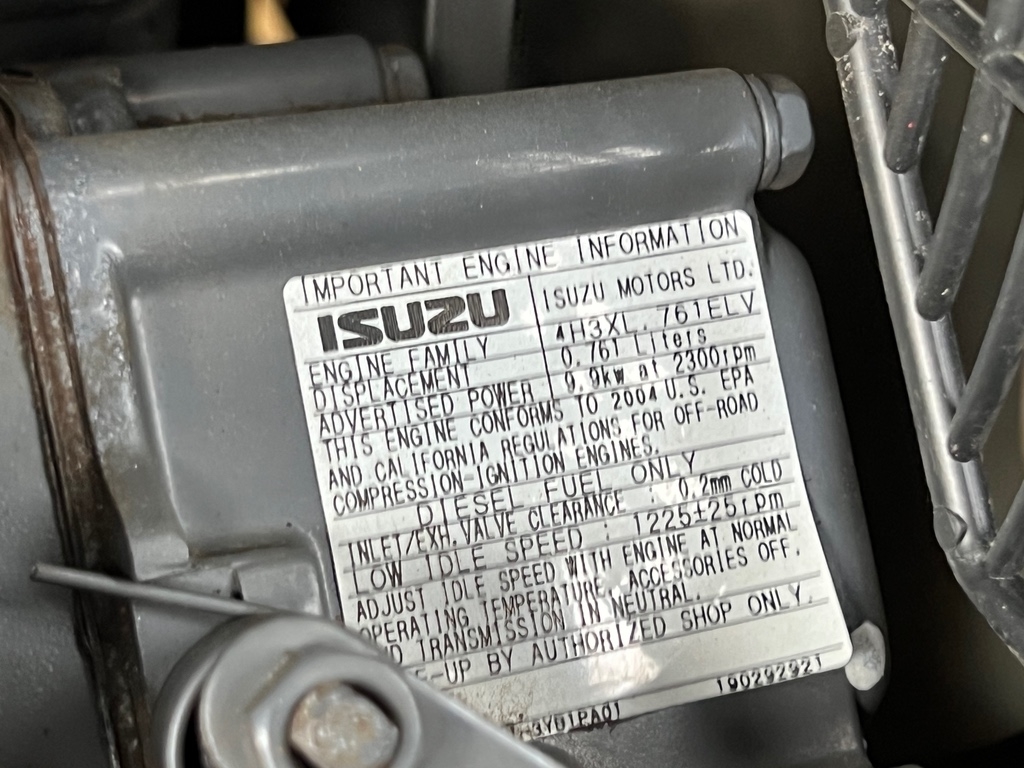 IMPORTANT ENGINE INFORMATION
ISUZU ISUZU MOTORS LTD.
ENGINE FAMILY 4H3XL.761ELV
DISPLACEMENT 0.761 Liters
ADVERTISED POWER 9.9kw at 2300rpm
THIS ENGINE CONFORMS TO 2004 U.S. EPA
AND CALIFORNIA REGULATIONS FOR OFF-ROAD
COMPRESSION-IGNITION ENGINES.
DIESEL FUEL ONLY
INLET/EXH.VALVE CLEARANCE : 0.2mm COLD
LOW IDLE SPEED : 1225±25rpm
ADJUST IDLE SPEED WITH ENGINE AT NORMAL
OPERATING TEMPERATURE, ACCESSORIES OFF.
TRANSMISSION IN NEUTRAL.
-UP BY AUTHORIZED SHOP ONLY.
190292921